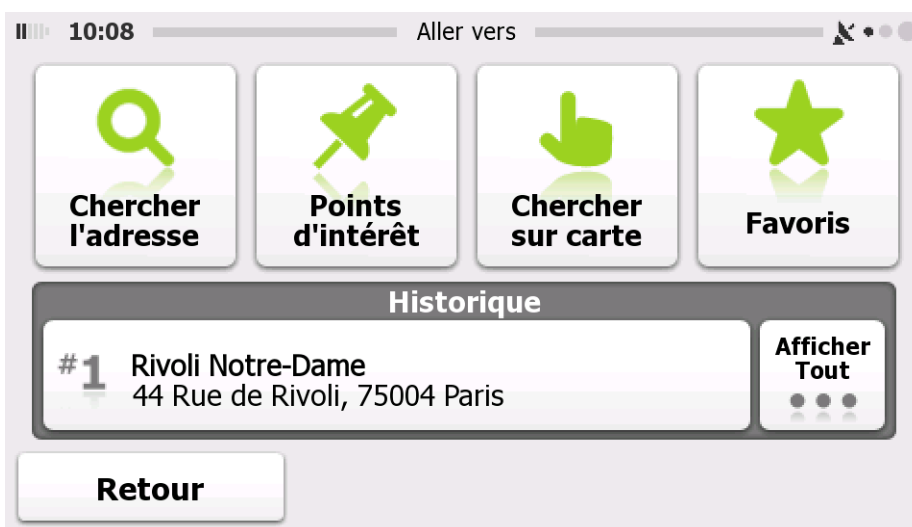 10:08 Aller vers
Chercher
l'adresse
Points
d'intérêt
Chercher
sur carte
Favoris
Historique
#1 Rivoli Notre-Dame
44 Rue de Rivoli, 75004 Paris
Afficher
Tout
Retour